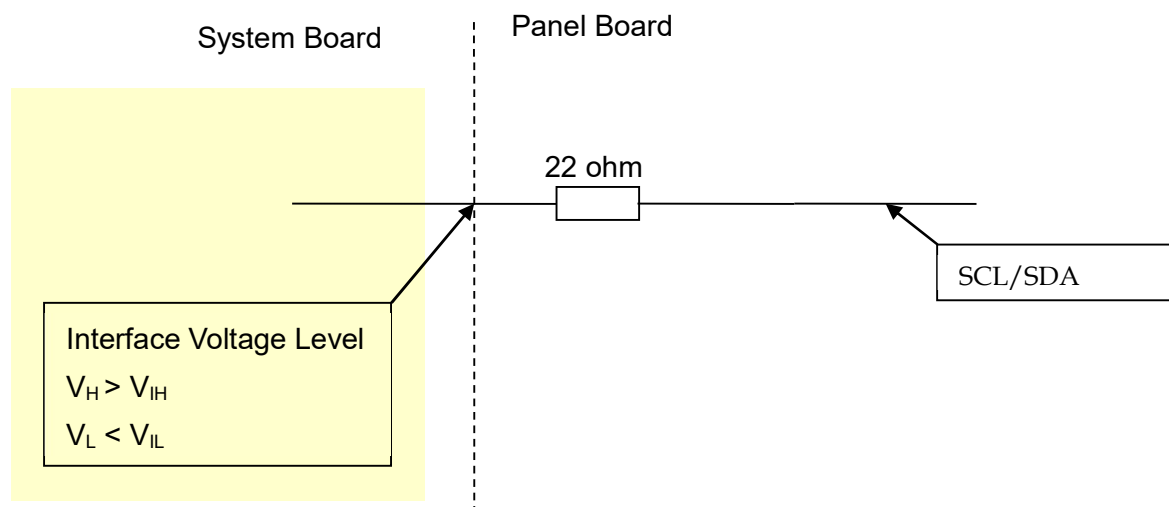 System Board
Panel Board
22 ohm
SCL/SDA
Interface Voltage Level
VH > VIH
VL < VIL